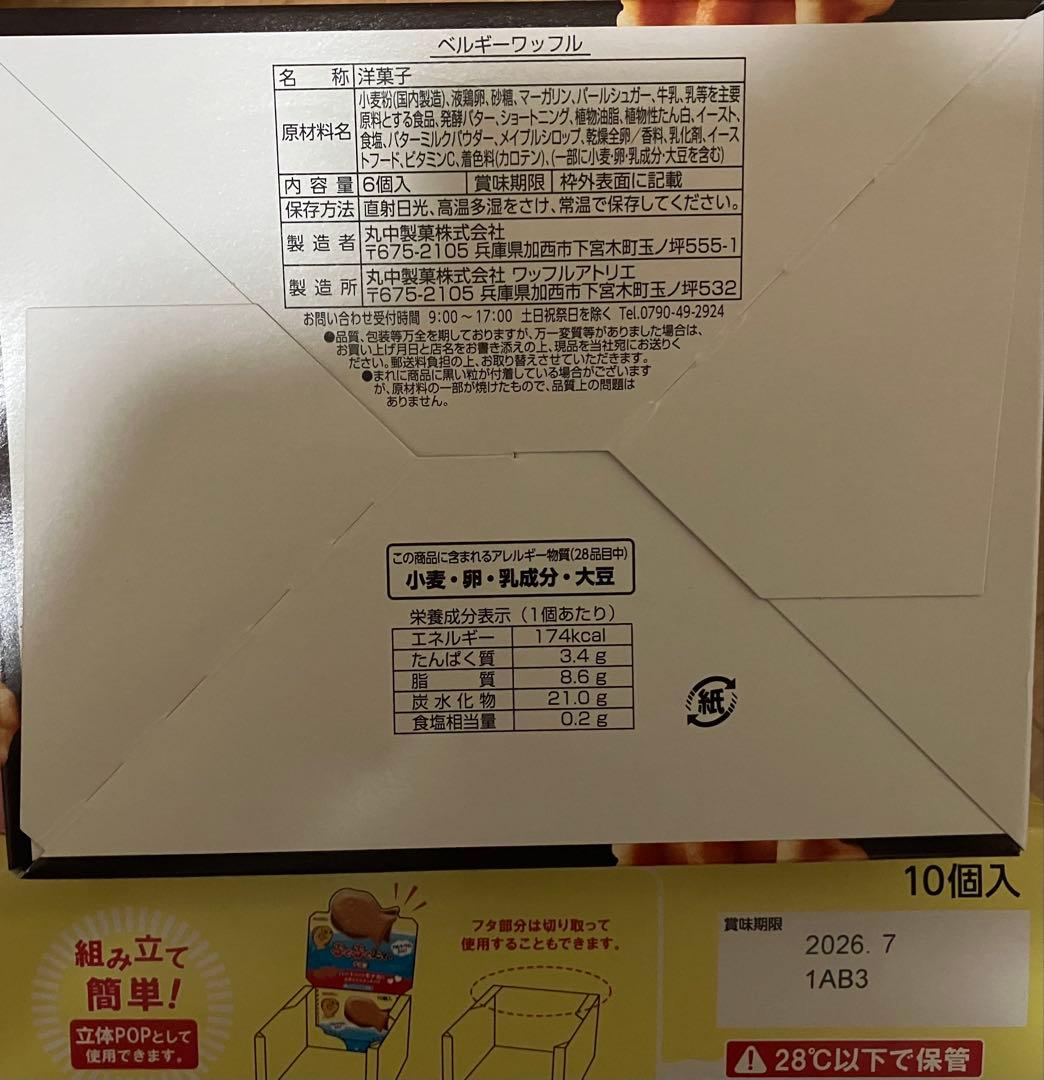 ベルギーワッフル
名称 洋菓子
原材料名 小麦粉(国内製造)、液鶏卵、砂糖、マーガリン、パールシュガー、牛乳、乳等を主要
原料とする食品、発酵バター、ショートニング、植物油脂、植物性たん白、イースト、
食塩、バターミルクパウダー、メイプルシロップ、乾燥全卵/香料、乳化剤、イース
トフード、ビタミンC、着色料(カロテン)、(一部に小麦・卵・乳成分・大豆を含む)
内容量 6個入 賞味期限 枠外表面に記載
保存方法 直射日光、高温多湿をさけ、常温で保存してください。
製造者 丸中製菓株式会社
〒675-2105 兵庫県加西市下宮木町玉ノ坪555-1
製造所 丸中製菓株式会社 ワッフルアトリエ
〒675-2105 兵庫県加西市下宮木町玉ノ坪532
お問い合わせ受付時間 9:00～17:00 土日祝祭日を除く Tel.0790-49-2924
●品質、包装等万全を期しておりますが、万一変質等がありました場合は、
お買い上げ月日と店名をお書き添えの上、現品を当社宛にお送りく
ださい。郵送料負担の上、お取り替えさせていただきます。
●まれに商品に黒い粒が付着している場合がございます
が、原材料の一部が焼けたもので、品質上の問題は
ありません。
この商品に含まれるアレルギー物質(28品目中)
小麦・卵・乳成分・大豆
栄養成分表示(1個あたり)
エネルギー 174kcal
たんぱく質 3.4g
脂質 8.6g
炭水化物 21.0g
食塩相当量 0.2g
紙
10個入
組み立て
簡単!
立体POPとして
使用できます。
フタ部分は切り取って
使用することもできます。
賞味期限
2026.7
1AB3
28℃以下で保管